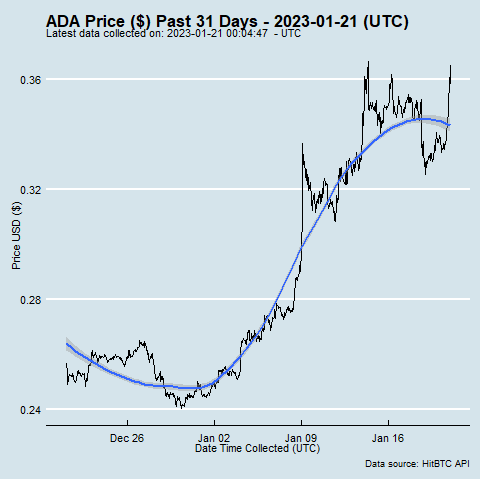 ADA Price ($) Past 31 Days - 2023-01-21 (UTC)
Latest data collected on: 2023-01-21 00:04:47  - UTC
0.36
0.32
0.28
0.24
Price USD ($)
Dec 26
Jan 02
Jan 09
Jan 16
Date Time Collected (UTC)
Data source: HitBTC API